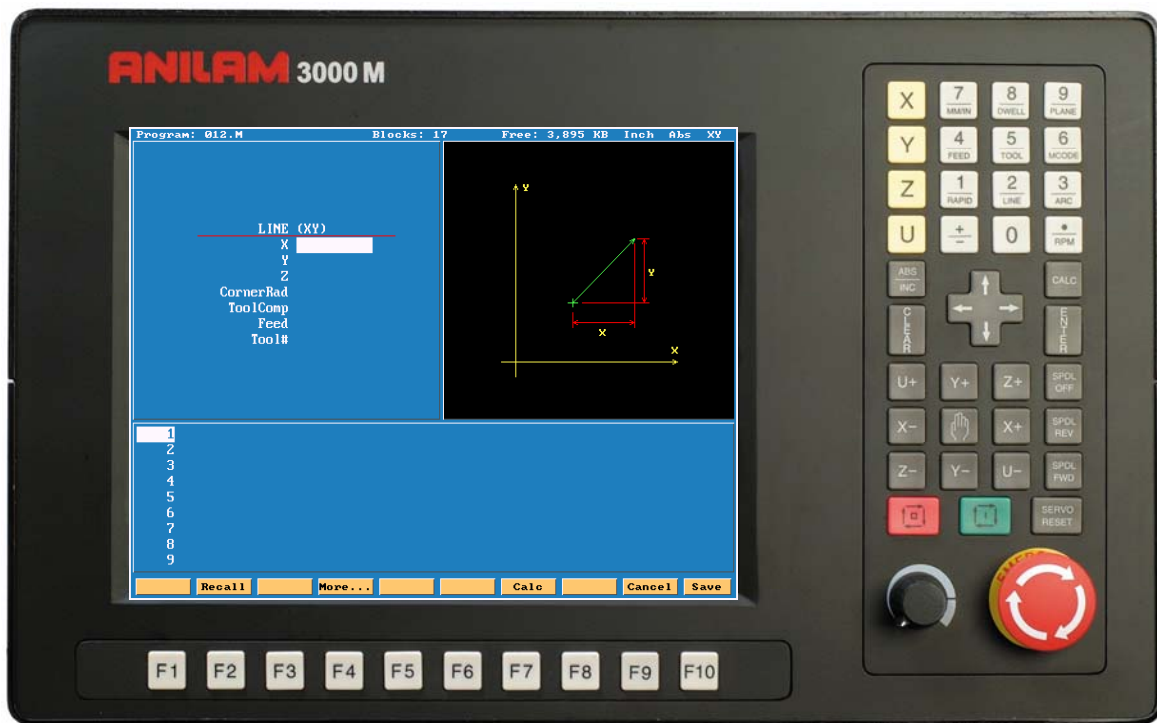 ANILAM 3000 M
Program: 012.M Blocks: 17 Free: 3,895 KB Inch Abs XY
LINE (XY)
X
Y
Z
CornerRad
ToolComp
Feed
Tool#
Y
Y
X
X
1
2
3
4
5
6
7
8
9
Recall More... Calc Cancel Save
F1 F2 F3 F4 F5 F6 F7 F8 F9 F10
X 7 MM/IN 8 DWELL 9 PLANE
Y 4 FEED 5 TOOL 6 MCODE
Z 1 RAPID 2 LINE 3 ARC
U + − 0 • RPM
ABS INC CALC
CLEAR ENTER
U+ Y+ Z+ SPDL OFF
X− X+ SPDL REV
Z− Y− U− SPDL FWD
SERVO RESET